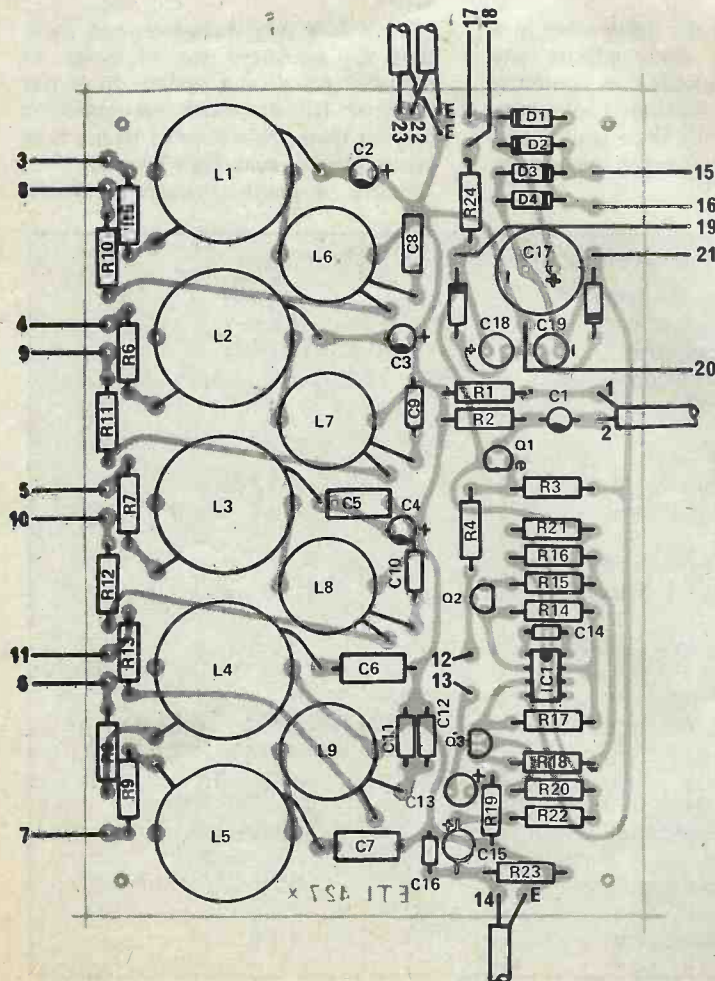 17
18
23
22
E
E
D1
D2
D3
D4
3
8
L1
C2
R24
15
16
R10
L6
C8
19
C17
21
4
9
R6
L2
C3
C18
C19
20
R11
L7
C9
R1
R2
C1
1
2
Q1
5
10
R7
L3
C5
C4
R4
R3
R21
R16
R12
L8
C10
R15
Q2
R14
C14
11
6
R13
L4
C6
12
13
IC1
R17
L9
C11
C12
Q3
R8
R9
C13
R18
R20
R19
R22
7
L5
C7
C16
C15
R23
ETI 427 x
14
E